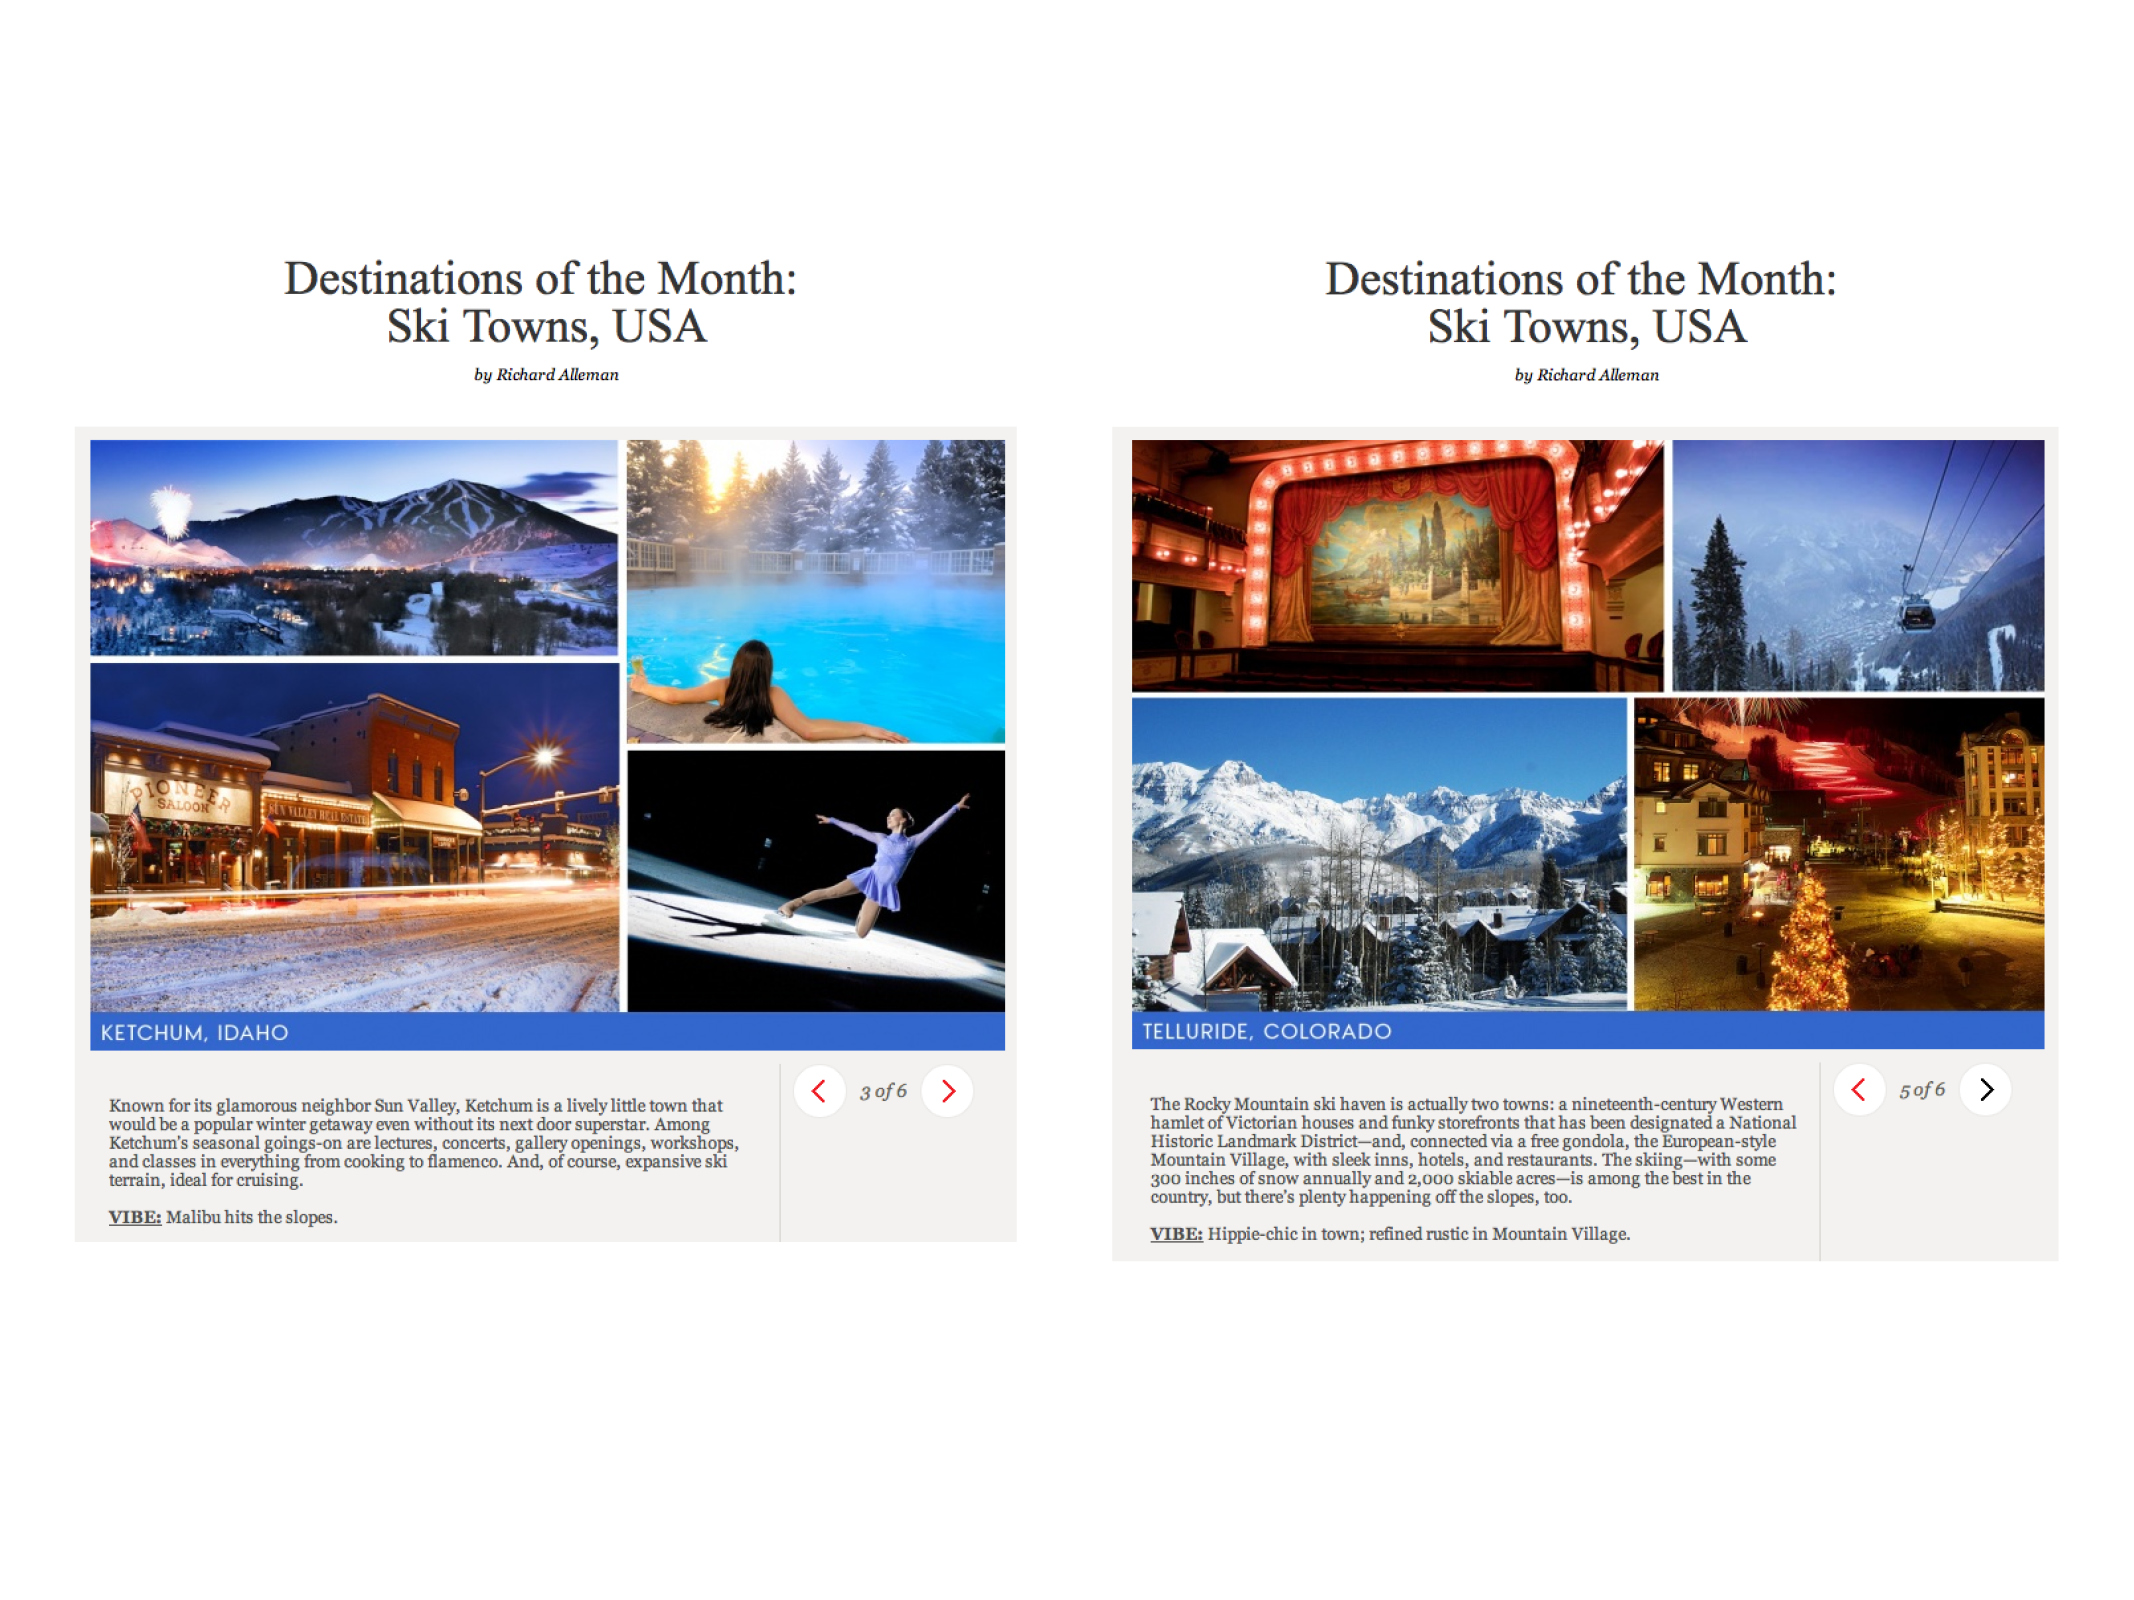 Destinations of the Month:
Ski Towns, USA
by Richard Alleman
PIONEER
SALOON
SUN VALLEY REAL ESTATE
KETCHUM, IDAHO
3 of 6
Known for its glamorous neighbor Sun Valley, Ketchum is a lively little town that
would be a popular winter getaway even without its next door superstar. Among
Ketchum's seasonal goings-on are lectures, concerts, gallery openings, workshops,
and classes in everything from cooking to flamenco. And, of course, expansive ski
terrain, ideal for cruising.
VIBE: Malibu hits the slopes.
Destinations of the Month:
Ski Towns, USA
by Richard Alleman
TELLURIDE, COLORADO
5 of 6
The Rocky Mountain ski haven is actually two towns: a nineteenth-century Western
hamlet of Victorian houses and funky storefronts that has been designated a National
Historic Landmark District—and, connected via a free gondola, the European-style
Mountain Village, with sleek inns, hotels, and restaurants. The skiing—with some
300 inches of snow annually and 2,000 skiable acres—is among the best in the
country, but there's plenty happening off the slopes, too.
VIBE: Hippie-chic in town; refined rustic in Mountain Village.